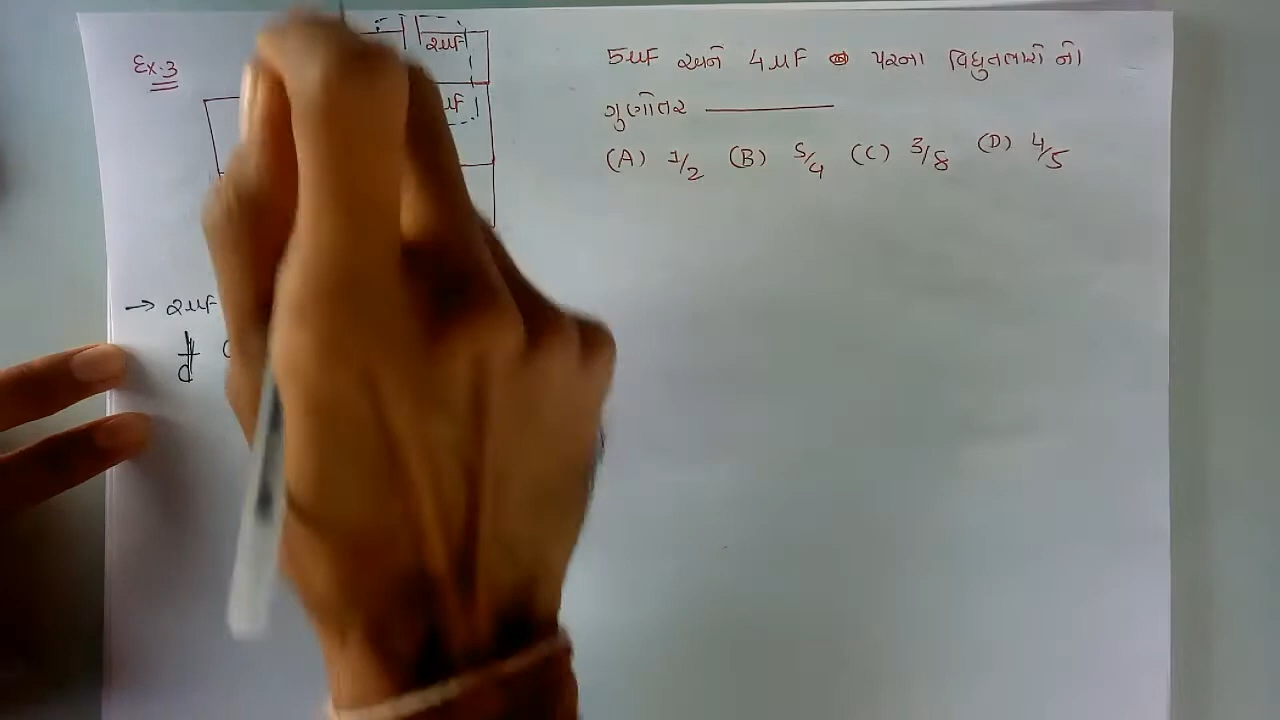 Ex.3
2μF
μF
5μF અને 4μF પરના વિધુતભારો નો
ગુણોતર ________
(A) 1/2 (B) 5/4 (C) 3/8 (D) 4/5
→ 2μF